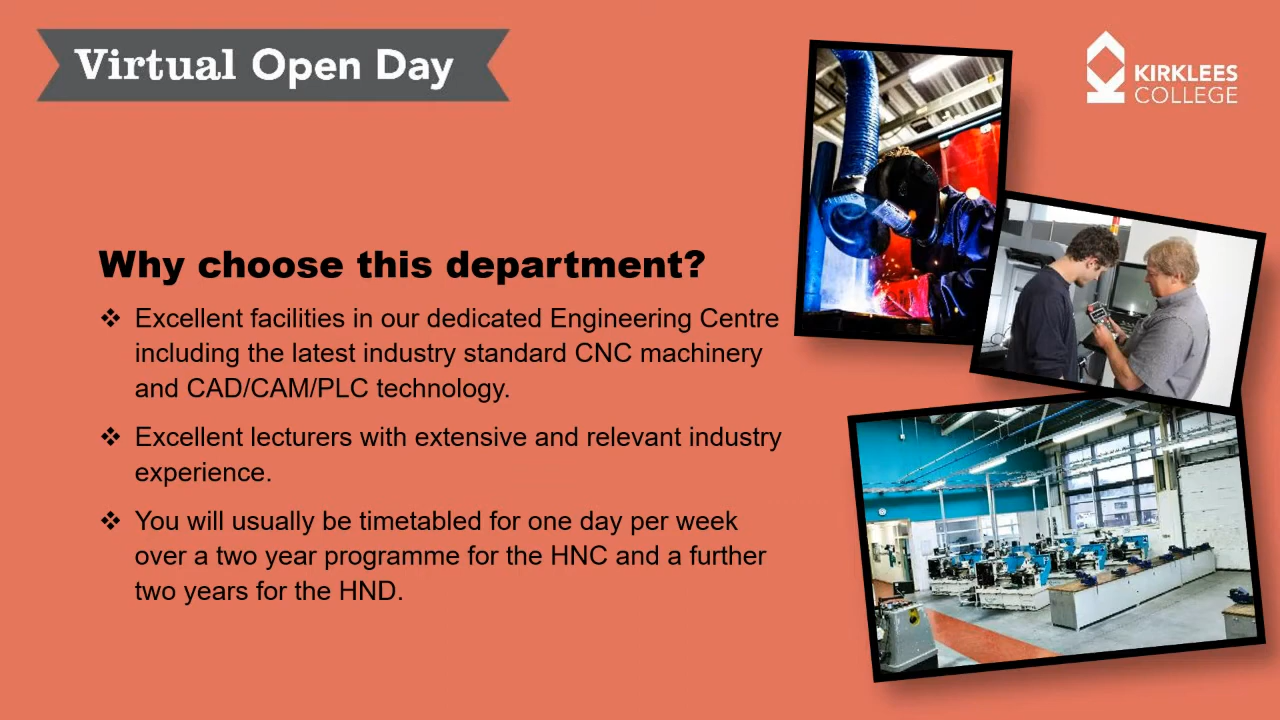 Virtual Open Day
KIRKLEES
COLLEGE
Why choose this department?
❖ Excellent facilities in our dedicated Engineering Centre
including the latest industry standard CNC machinery
and CAD/CAM/PLC technology.
❖ Excellent lecturers with extensive and relevant industry
experience.
❖ You will usually be timetabled for one day per week
over a two year programme for the HNC and a further
two years for the HND.